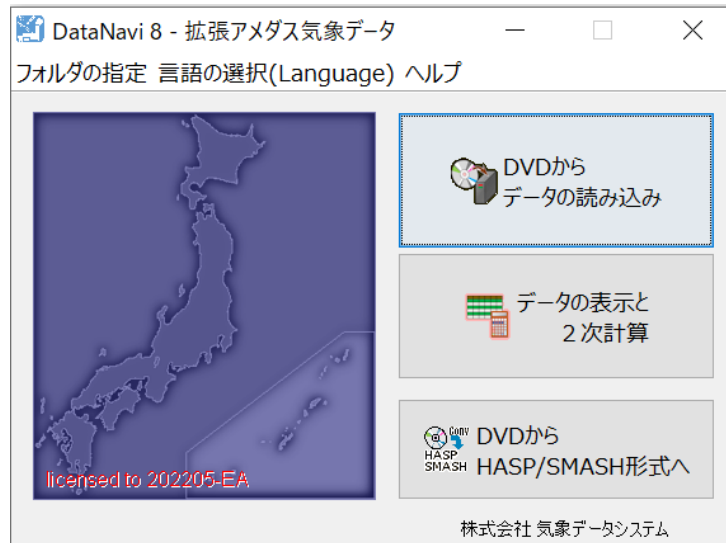 DataNavi 8 - 拡張アメダス気象データ
フォルダの指定 言語の選択(Language) ヘルプ
DVDから
データの読み込み
データの表示と
２次計算
Conv
HASP
SMASH
DVDから
HASP/SMASH形式へ
licensed to 202205-EA
株式会社 気象データシステム